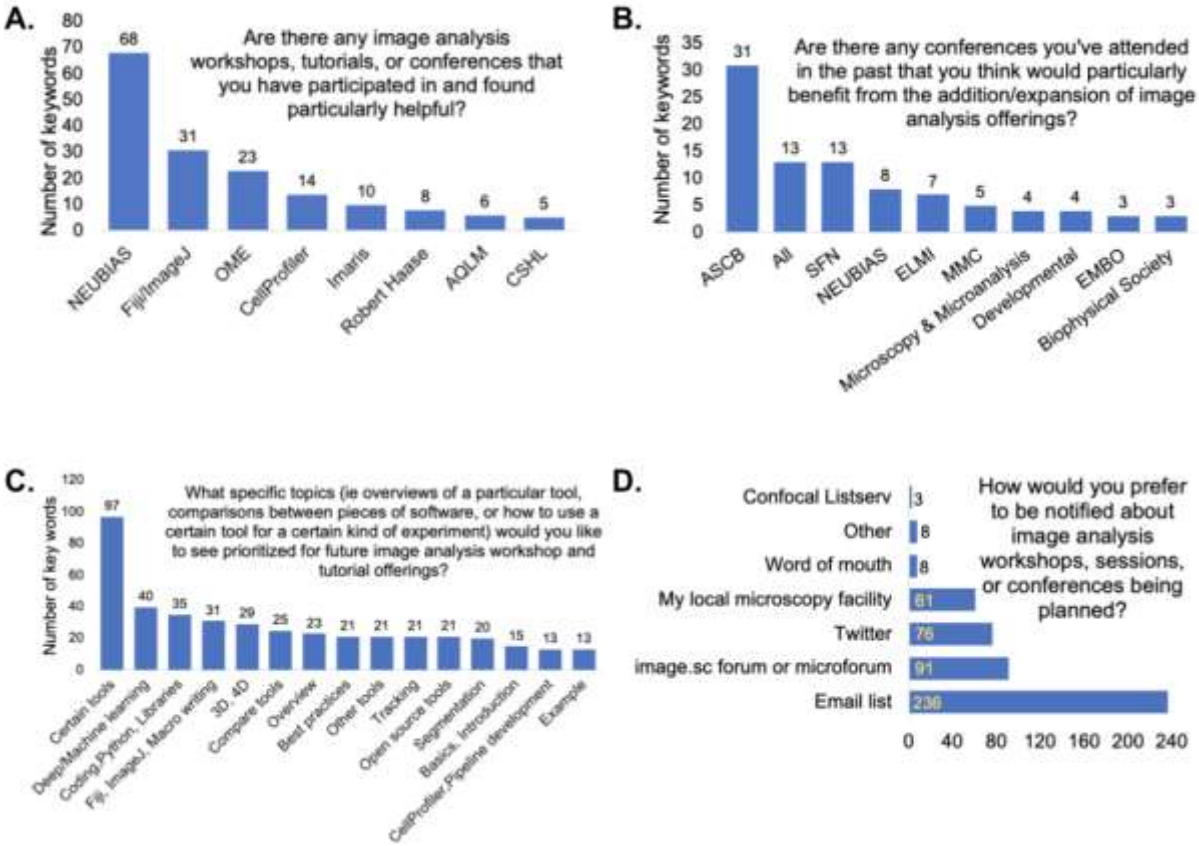 A.
Number of keywords
80
70
60
50
40
30
20
10
0
Are there any image analysis
workshops, tutorials, or conferences that
you have participated in and found
particularly helpful?
68
31
23
14
10
8
6
5
NEUBIAS
Fiji/ImageJ
OME
CellProfiler
Imaris
Robert Haase
AQLM
CSHL
B.
Number of keywords
35
30
25
20
15
10
5
0
Are there any conferences you've attended
in the past that you think would particularly
benefit from the addition/expansion of image
analysis offerings?
31
13
13
8
7
5
4
4
3
3
ASCB
All
SFN
NEUBIAS
ELMI
MMC
Microscopy & Microanalysis
Developmental
EMBO
Biophysical Society
C.
Number of key words
120
100
80
60
40
20
0
What specific topics (ie overviews of a particular tool,
comparisons between pieces of software, or how to use a
certain tool for a certain kind of experiment) would you like
to see prioritized for future image analysis workshop and
tutorial offerings?
97
40
35
31
29
25
23
21
21
21
21
20
15
13
13
Certain tools
Deep/Machine learning
Coding,Python, Libraries
Fiji, ImageJ, Macro writing
3D, 4D
Compare tools
Overview
Best practices
Other tools
Tracking
Open source tools
Segmentation
Basics, Introduction
CellProfiler,Pipeline development
Example
D.
How would you prefer
to be notified about
image analysis
workshops, sessions,
or conferences being
planned?
Confocal Listserv 3
Other 8
Word of mouth 8
My local microscopy facility 61
Twitter 76
image.sc forum or microforum 91
Email list 236
0 40 80 120 160 200 240